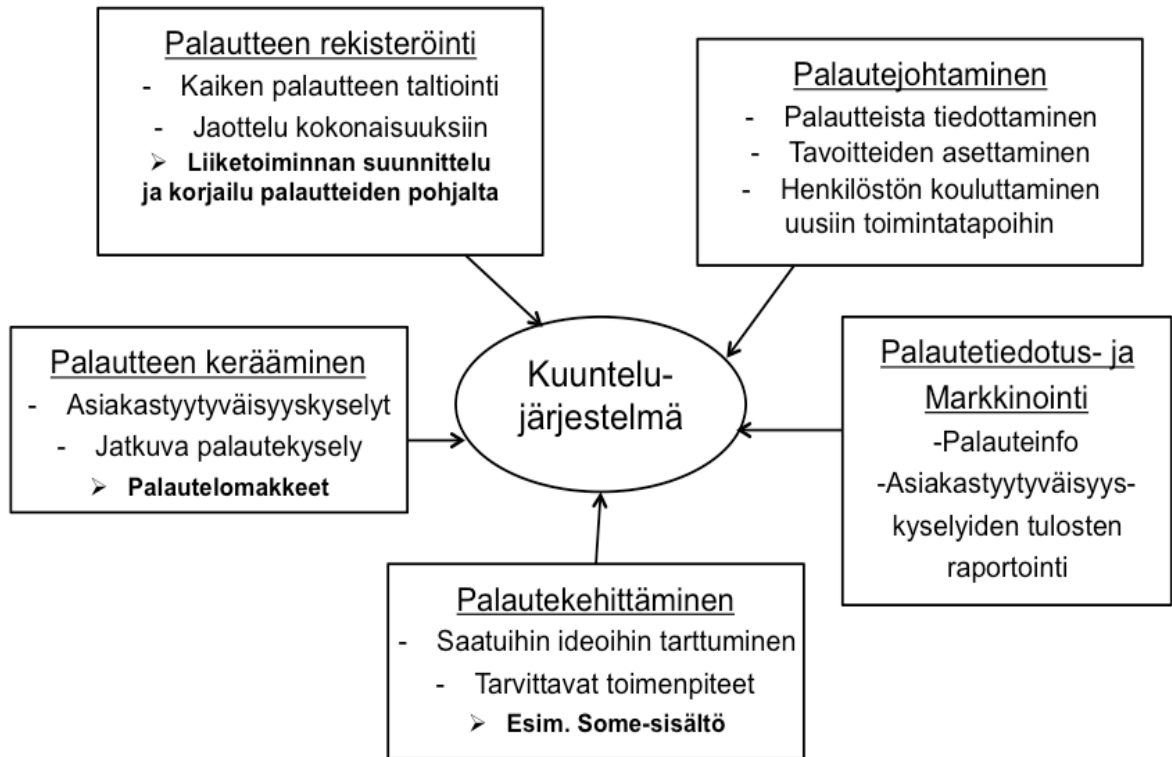 Palautteen rekisteröinti
- Kaiken palautteen taltiointi
- Jaottelu kokonaisuuksiin
➢ Liiketoiminnan suunnittelu
ja korjailu palautteiden pohjalta
Palautejohtaminen
- Palautteista tiedottaminen
- Tavoitteiden asettaminen
- Henkilöstön kouluttaminen
uusiin toimintatapoihin
Palautteen kerääminen
- Asiakastyytyväisyyskyselyt
- Jatkuva palautekysely
➢ Palautelomakkeet
Kuuntelu-
järjestelmä
Palautetiedotus- ja
Markkinointi
-Palauteinfo
-Asiakastyytyväisyys-
kyselyiden tulosten
raportointi
Palautekehittäminen
- Saatuihin ideoihin tarttuminen
- Tarvittavat toimenpiteet
➢ Esim. Some-sisältö